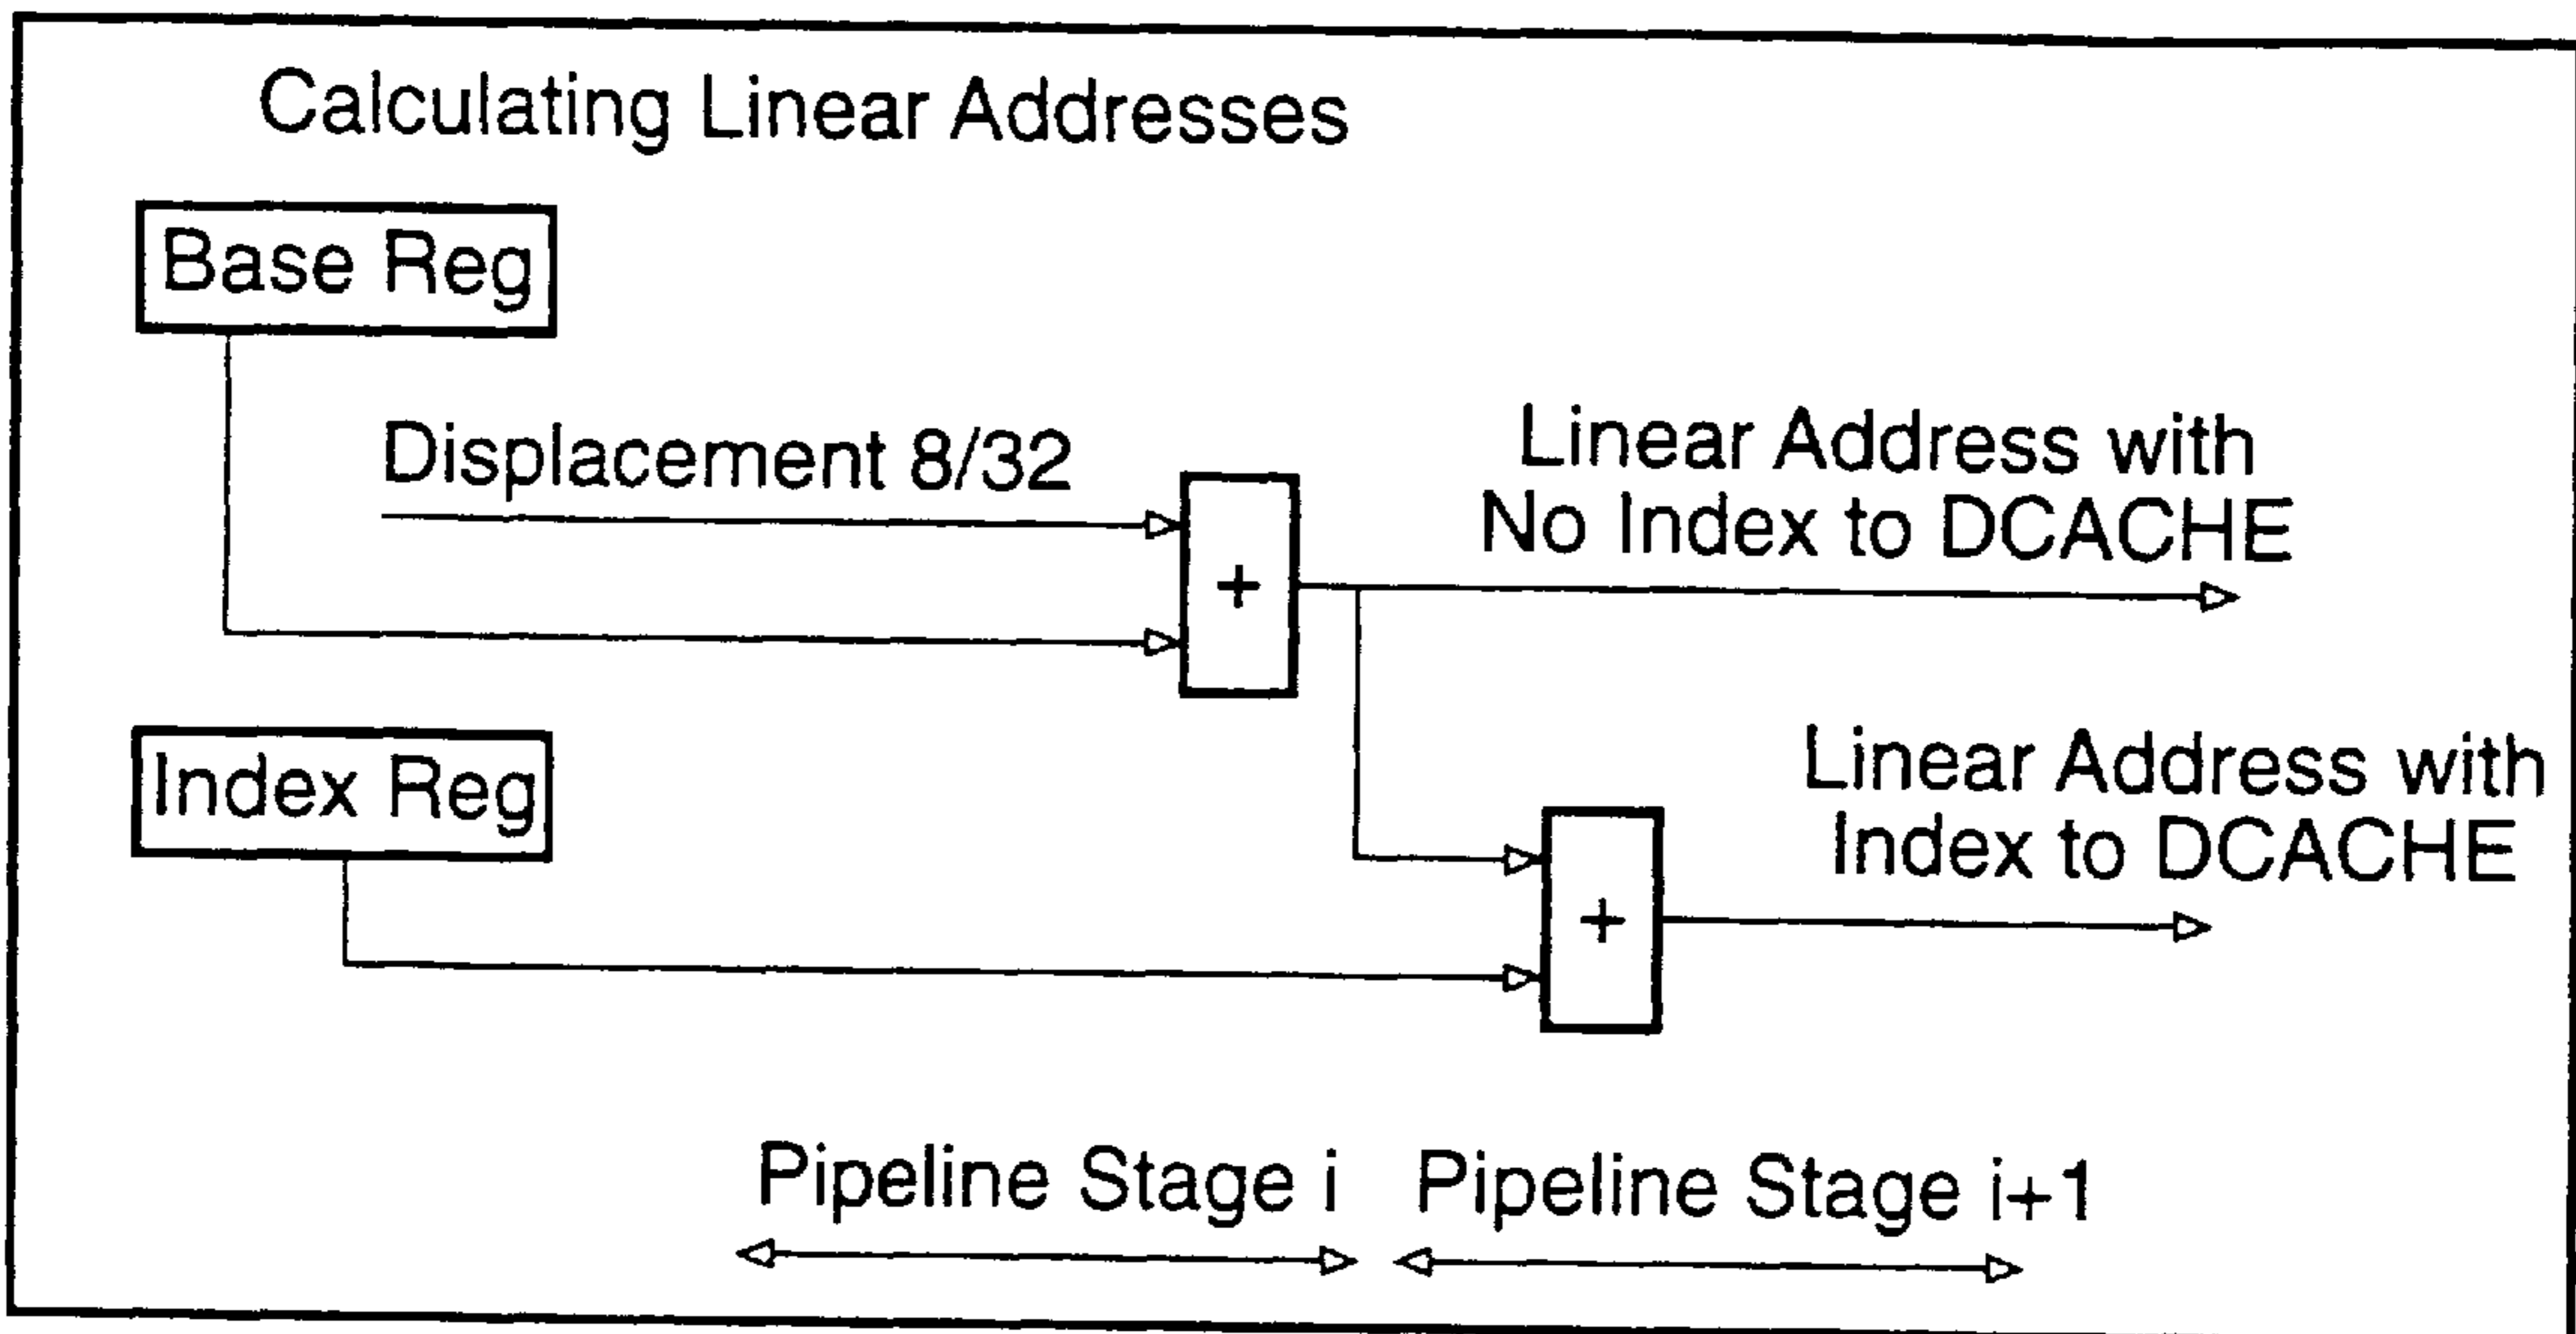 Calculating Linear Addresses
Base Reg
Displacement 8/32
+
Linear Address with
No Index to DCACHE
Index Reg
+
Linear Address with
Index to DCACHE
Pipeline Stage i
Pipeline Stage i+1